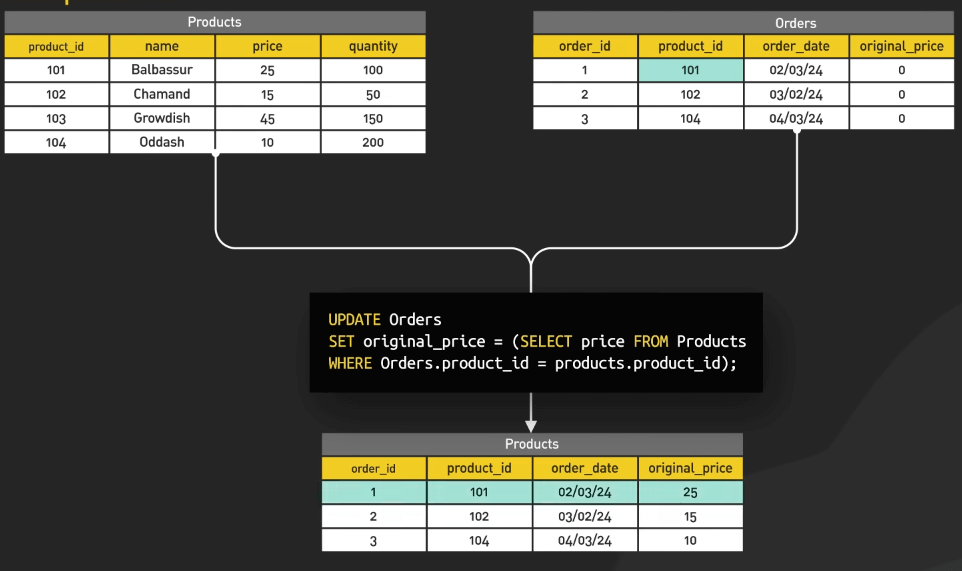 Products
product_id name price quantity
101 Balbassur 25 100
102 Chamand 15 50
103 Growdish 45 150
104 Oddash 10 200
Orders
order_id product_id order_date original_price
1 101 02/03/24 0
2 102 03/02/24 0
3 104 04/03/24 0
UPDATE Orders
SET original_price = (SELECT price FROM Products
WHERE Orders.product_id = products.product_id);
Products
order_id product_id order_date original_price
1 101 02/03/24 25
2 102 03/02/24 15
3 104 04/03/24 10